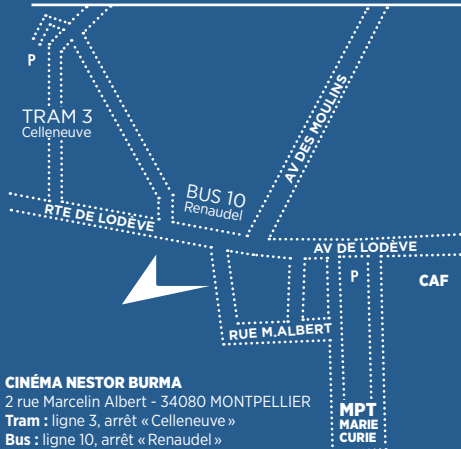 P
TRAM 3
Celleneuve
AV DES MOULINS
BUS 10
Renaudel
RTE DE LODÈVE
AV DE LODÈVE
P
CAF
RUE M.ALBERT
MPT
MARIE
CURIE
CINÉMA NESTOR BURMA
2 rue Marcelin Albert - 34080 MONTPELLIER
Tram : ligne 3, arrêt « Celleneuve »
Bus : ligne 10, arrêt « Renaudel »